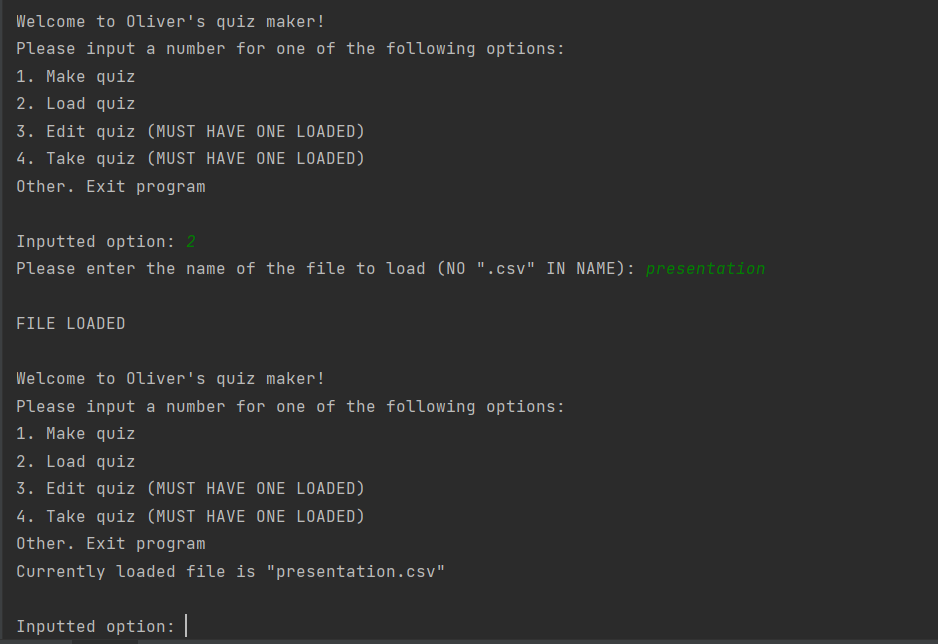 Welcome to Oliver's quiz maker!
Please input a number for one of the following options:
1. Make quiz
2. Load quiz
3. Edit quiz (MUST HAVE ONE LOADED)
4. Take quiz (MUST HAVE ONE LOADED)
Other. Exit program
Inputted option: 2
Please enter the name of the file to load (NO ".csv" IN NAME): presentation
FILE LOADED
Welcome to Oliver's quiz maker!
Please input a number for one of the following options:
1. Make quiz
2. Load quiz
3. Edit quiz (MUST HAVE ONE LOADED)
4. Take quiz (MUST HAVE ONE LOADED)
Other. Exit program
Currently loaded file is "presentation.csv"
Inputted option: